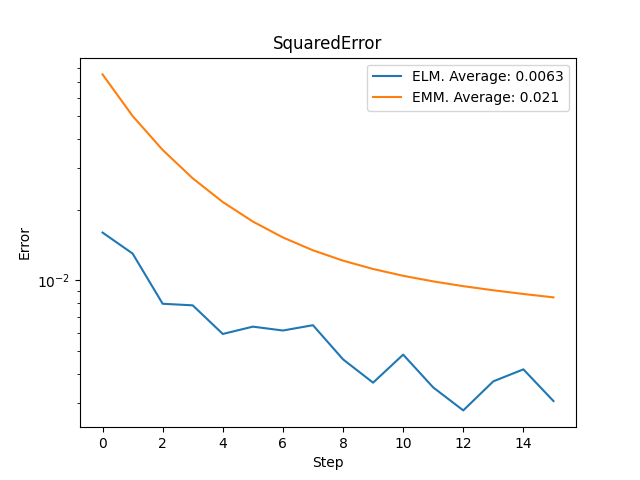 SquaredError
ELM. Average: 0.0063
EMM. Average: 0.021
Error
10⁻²
0 2 4 6 8 10 12 14
Step